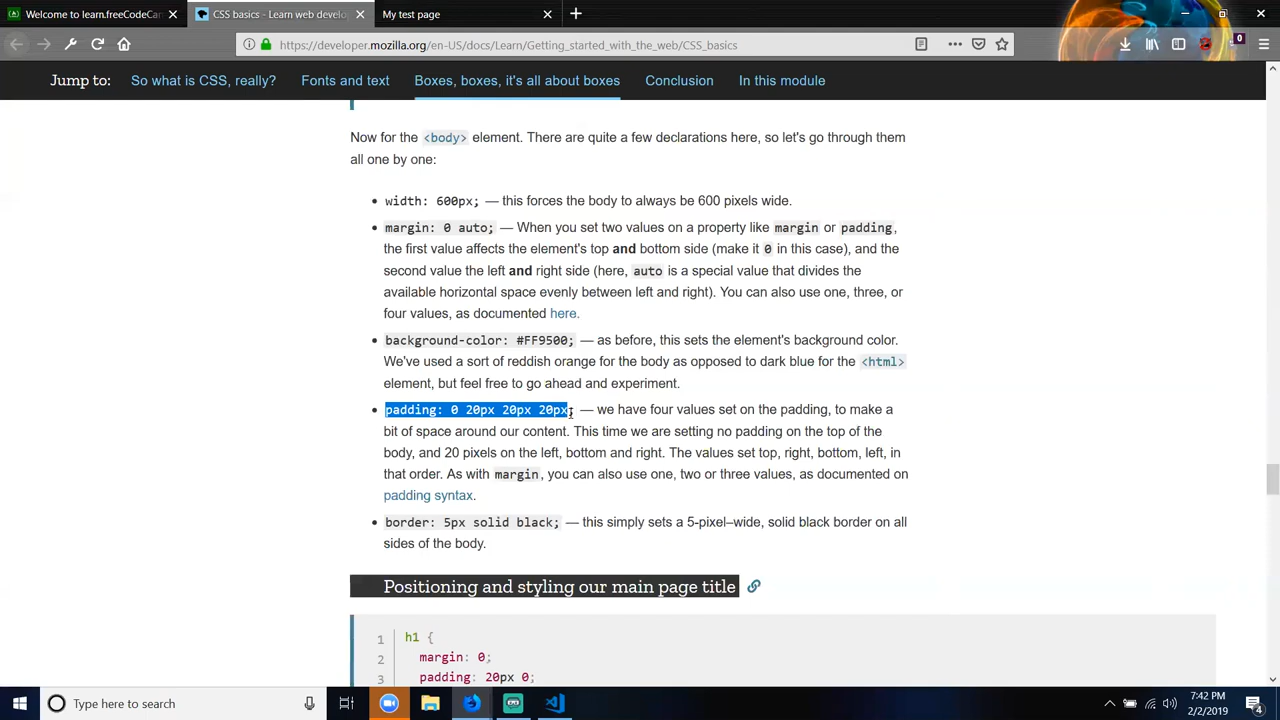 Welcome to learn.freeCodeCam
CSS basics - Learn web develo
My test page
https://developer.mozilla.org/en-US/docs/Learn/Getting_started_with_the_web/CSS_basics
0
Jump to:
So what is CSS, really?
Fonts and text
Boxes, boxes, it's all about boxes
Conclusion
In this module
Now for the <body> element. There are quite a few declarations here, so let's go through them
all one by one:
width: 600px; — this forces the body to always be 600 pixels wide.
margin: 0 auto; — When you set two values on a property like margin or padding,
the first value affects the element's top and bottom side (make it 0 in this case), and the
second value the left and right side (here, auto is a special value that divides the
available horizontal space evenly between left and right). You can also use one, three, or
four values, as documented here.
background-color: #FF9500; — as before, this sets the element's background color.
We've used a sort of reddish orange for the body as opposed to dark blue for the <html>
element, but feel free to go ahead and experiment.
padding: 0 20px 20px 20px; — we have four values set on the padding, to make a
bit of space around our content. This time we are setting no padding on the top of the
body, and 20 pixels on the left, bottom and right. The values set top, right, bottom, left, in
that order. As with margin, you can also use one, two or three values, as documented on
padding syntax.
border: 5px solid black; — this simply sets a 5-pixel–wide, solid black border on all
sides of the body.
Positioning and styling our main page title
1 h1 {
2 margin: 0;
3 padding: 20px 0;
Type here to search
7:42 PM
2/2/2019
4